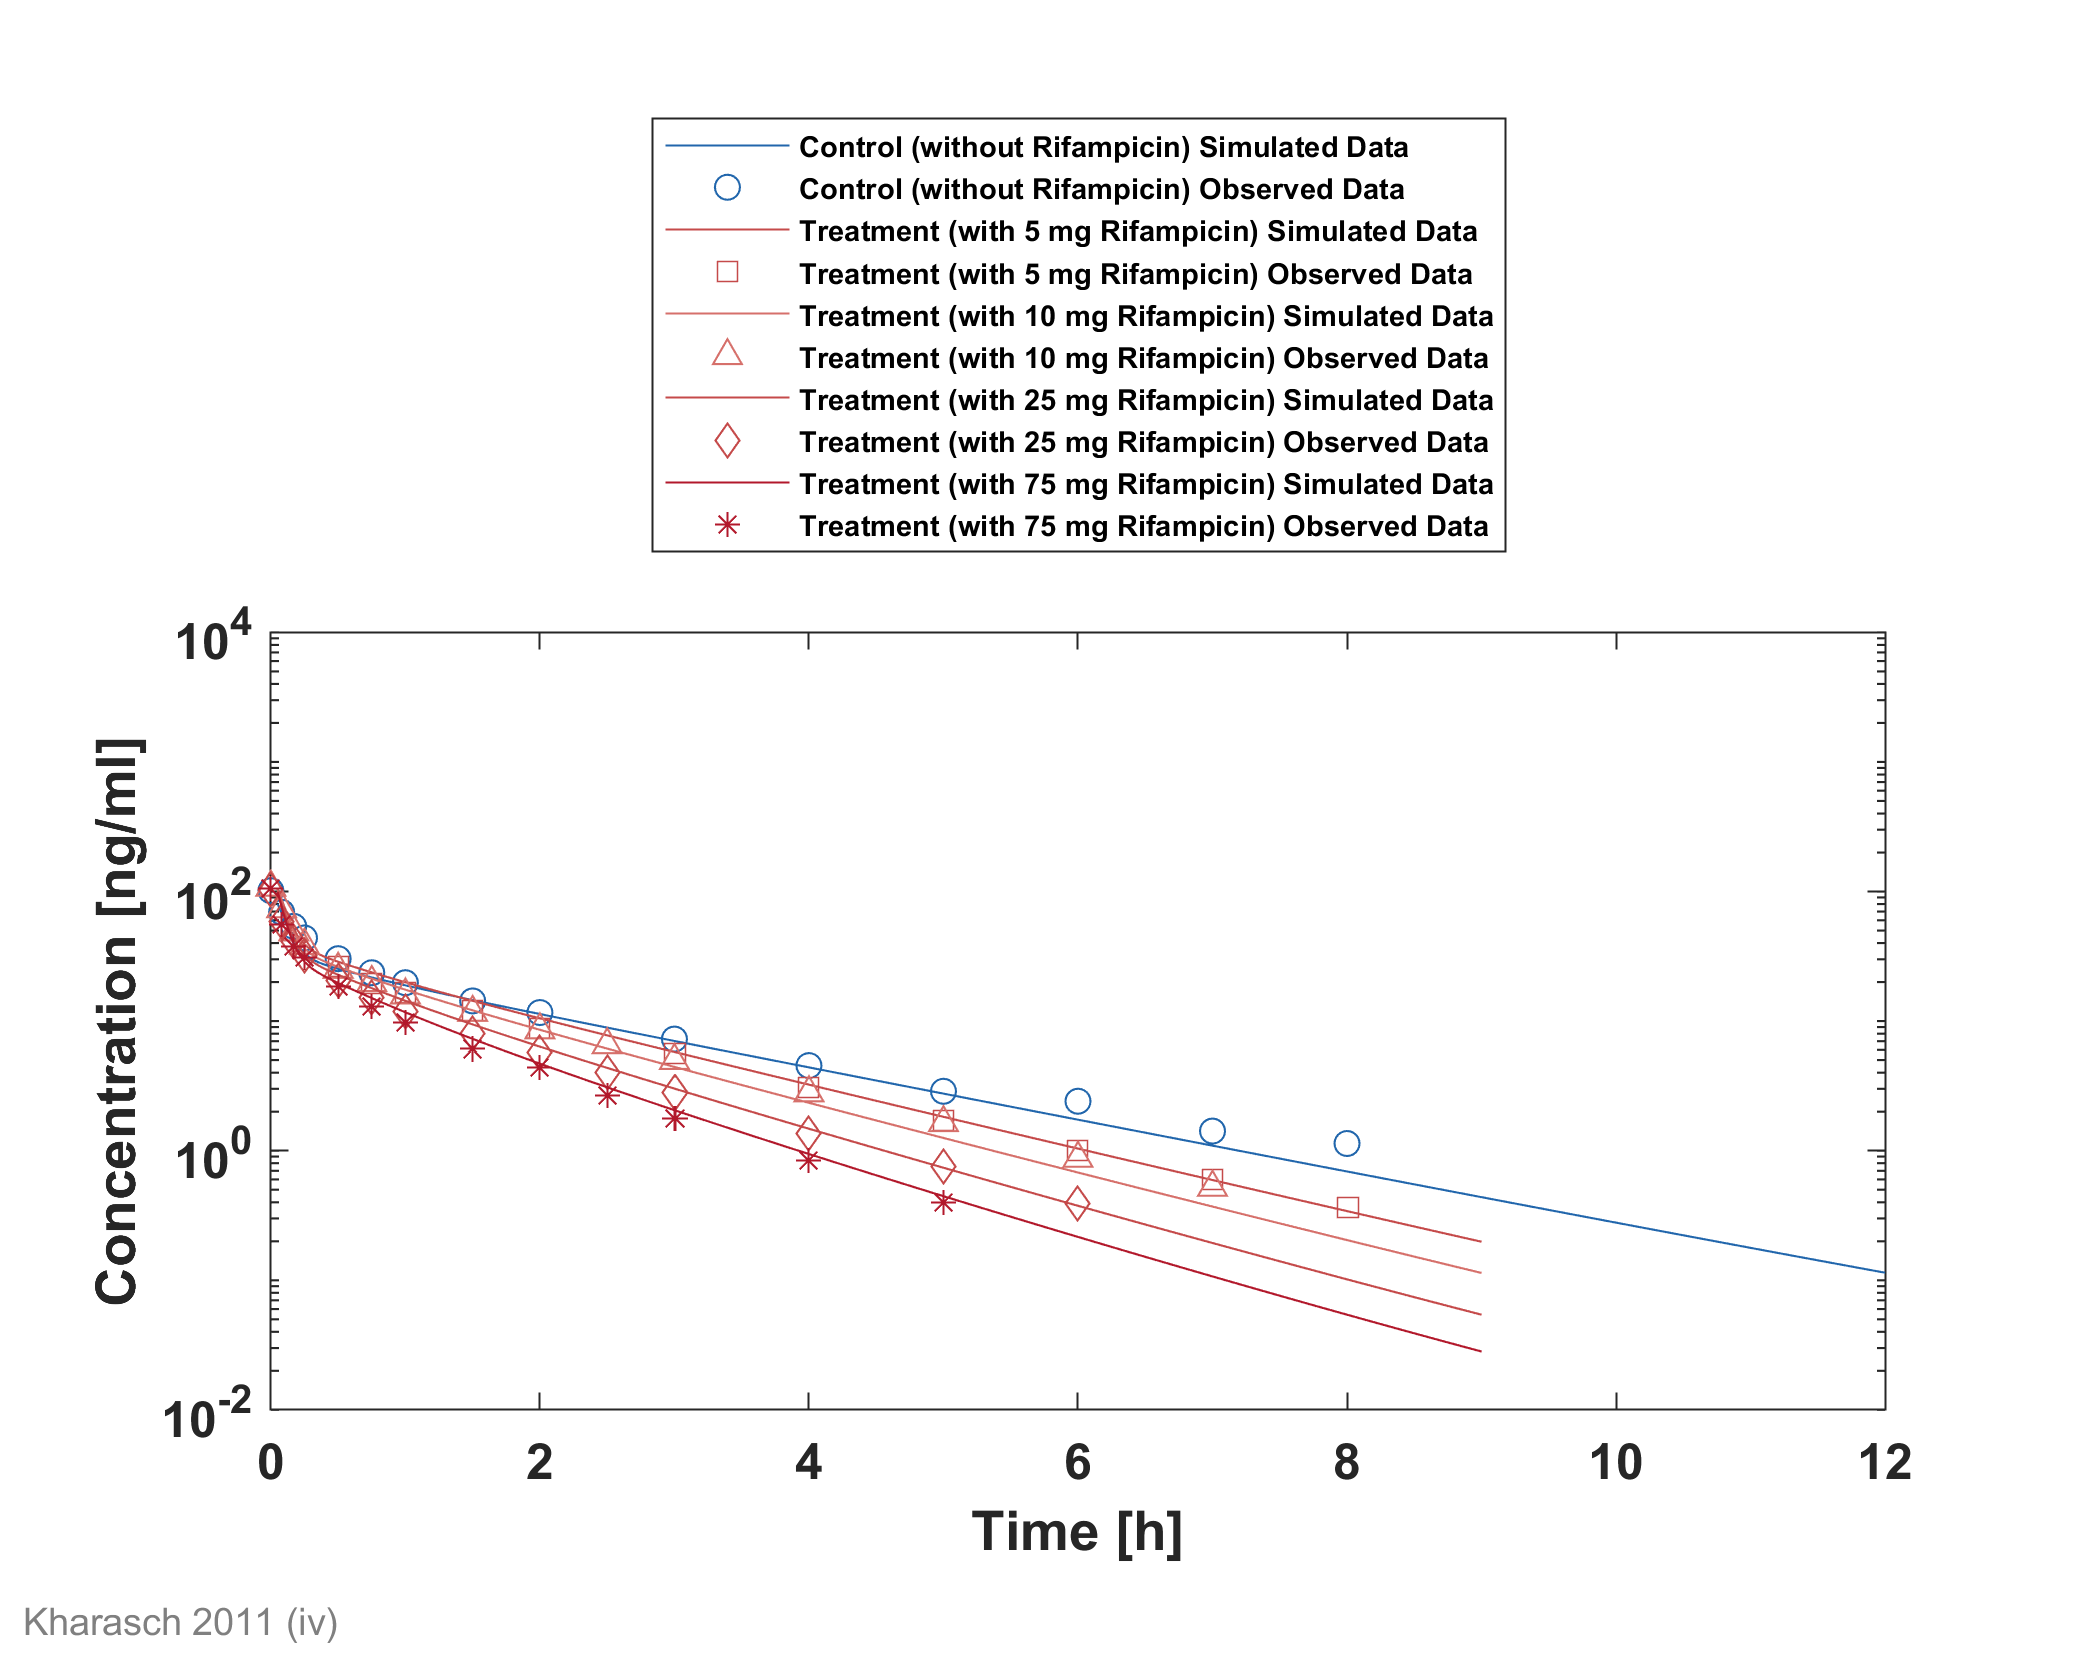 Control (without Rifampicin) Simulated Data
Control (without Rifampicin) Observed Data
Treatment (with 5 mg Rifampicin) Simulated Data
Treatment (with 5 mg Rifampicin) Observed Data
Treatment (with 10 mg Rifampicin) Simulated Data
Treatment (with 10 mg Rifampicin) Observed Data
Treatment (with 25 mg Rifampicin) Simulated Data
Treatment (with 25 mg Rifampicin) Observed Data
Treatment (with 75 mg Rifampicin) Simulated Data
Treatment (with 75 mg Rifampicin) Observed Data
10^4
10^2
10^0
10^-2
Concentration [ng/ml]
0 2 4 6 8 10 12
Time [h]
Kharasch 2011 (iv)